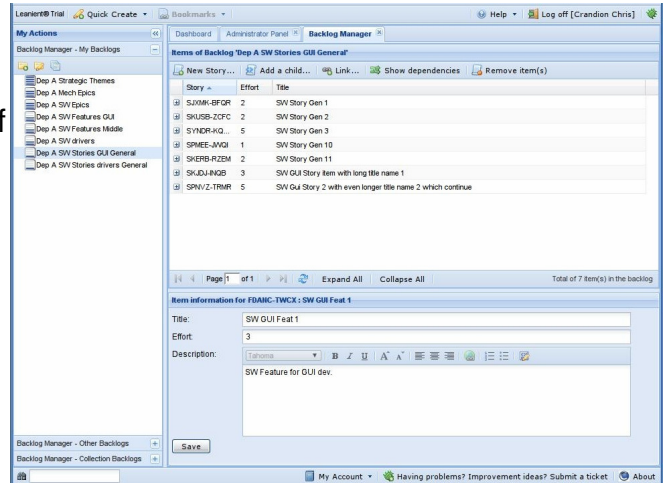 Leanient® Trial Quick Create Bookmarks Help Log off [Crandion Chris]
My Actions
Backlog Manager - My Backlogs
Dep A Strategic Themes
Dep A Mech Epics
Dep A SW Epics
Dep A SW Features GUI
Dep A SW Features Middle
Dep A SW drivers
Dep A SW Stories GUI General
Dep A SW Stories drivers General
Backlog Manager - Other Backlogs
Backlog Manager - Collection Backlogs
f
Dashboard Administrator Panel Backlog Manager
Items of Backlog 'Dep A SW Stories GUI General'
New Story... Add a child... Link... Show dependencies Remove item(s)
Story Effort Title
SJXMK-BFQR 2 SW Story Gen 1
SKUSB-ZCFC 2 SW Story Gen 2
SYNDR-KQ... 5 SW Story Gen 3
SPMEE-JWQI 1 SW Story Gen 10
SKERB-RZEM 2 SW Story Gen 11
SKJDJ-INQB 3 SW GUI Story item with long title name 1
SPNVZ-TRMR 5 SW Gui Story 2 with even longer title name 2 which continue
Page 1 of 1 Expand All Collapse All Total of 7 item(s) in the backlog
Item information for FDAHC-TWCX : SW GUI Feat 1
Title: SW GUI Feat 1
Effort: 3
Description: Tahoma B I U A A
SW Feature for GUI dev.
Save
My Account Having problems? Improvement ideas? Submit a ticket About